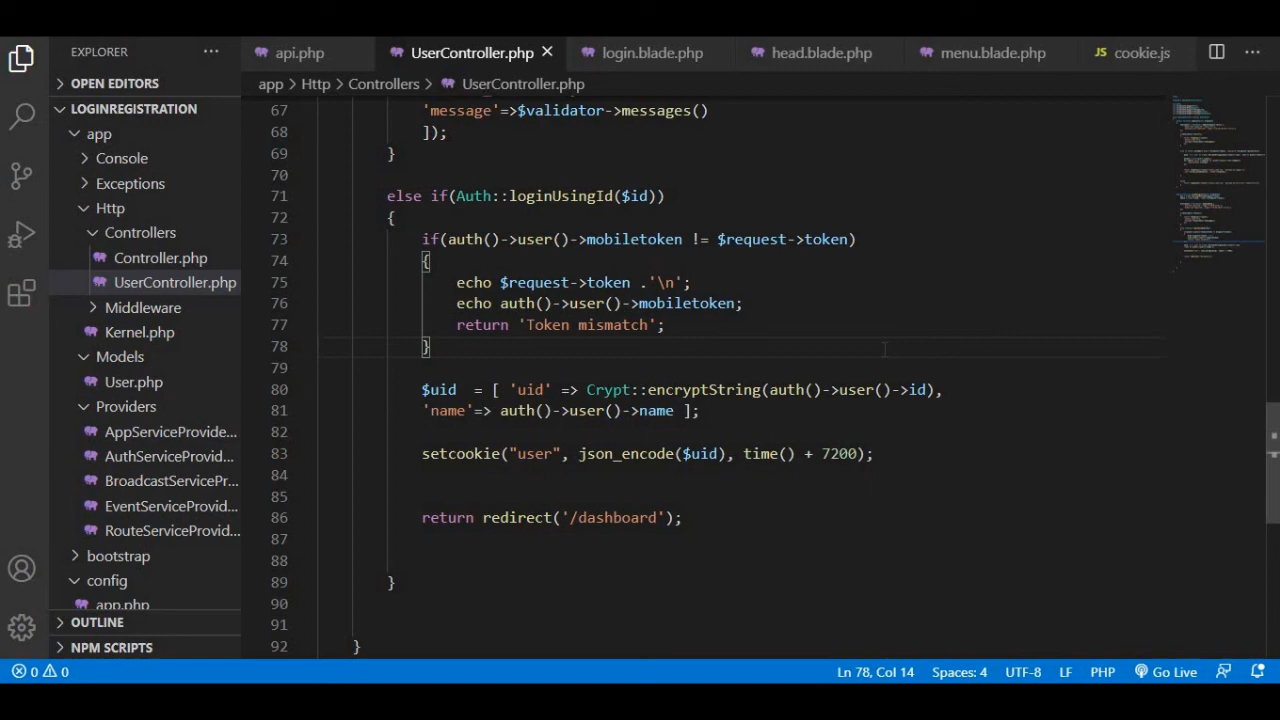 EXPLORER ...
OPEN EDITORS
LOGINREGISTRATION
app
Console
Exceptions
Http
Controllers
Controller.php
UserController.php
Middleware
Kernel.php
Models
User.php
Providers
AppServiceProvide...
AuthServiceProvid...
BroadcastServicePr...
EventServiceProvid...
RouteServiceProvid...
bootstrap
config
app.php
OUTLINE
NPM SCRIPTS
api.php UserController.php login.blade.php head.blade.php menu.blade.php JS cookie.js ...
app > Http > Controllers > UserController.php
67 'message'=>$validator->messages()
68 ]);
69 }
70
71 else if(Auth::loginUsingId($id))
72 {
73 if(auth()->user()->mobiletoken != $request->token)
74 {
75 echo $request->token .'\n';
76 echo auth()->user()->mobiletoken;
77 return 'Token mismatch';
78 }
79
80 $uid = [ 'uid' => Crypt::encryptString(auth()->user()->id),
81 'name'=> auth()->user()->name ];
82
83 setcookie("user", json_encode($uid), time() + 7200);
84
85
86 return redirect('/dashboard');
87
88
89 }
90
91
92 }
0 0 Ln 78, Col 14 Spaces: 4 UTF-8 LF PHP Go Live